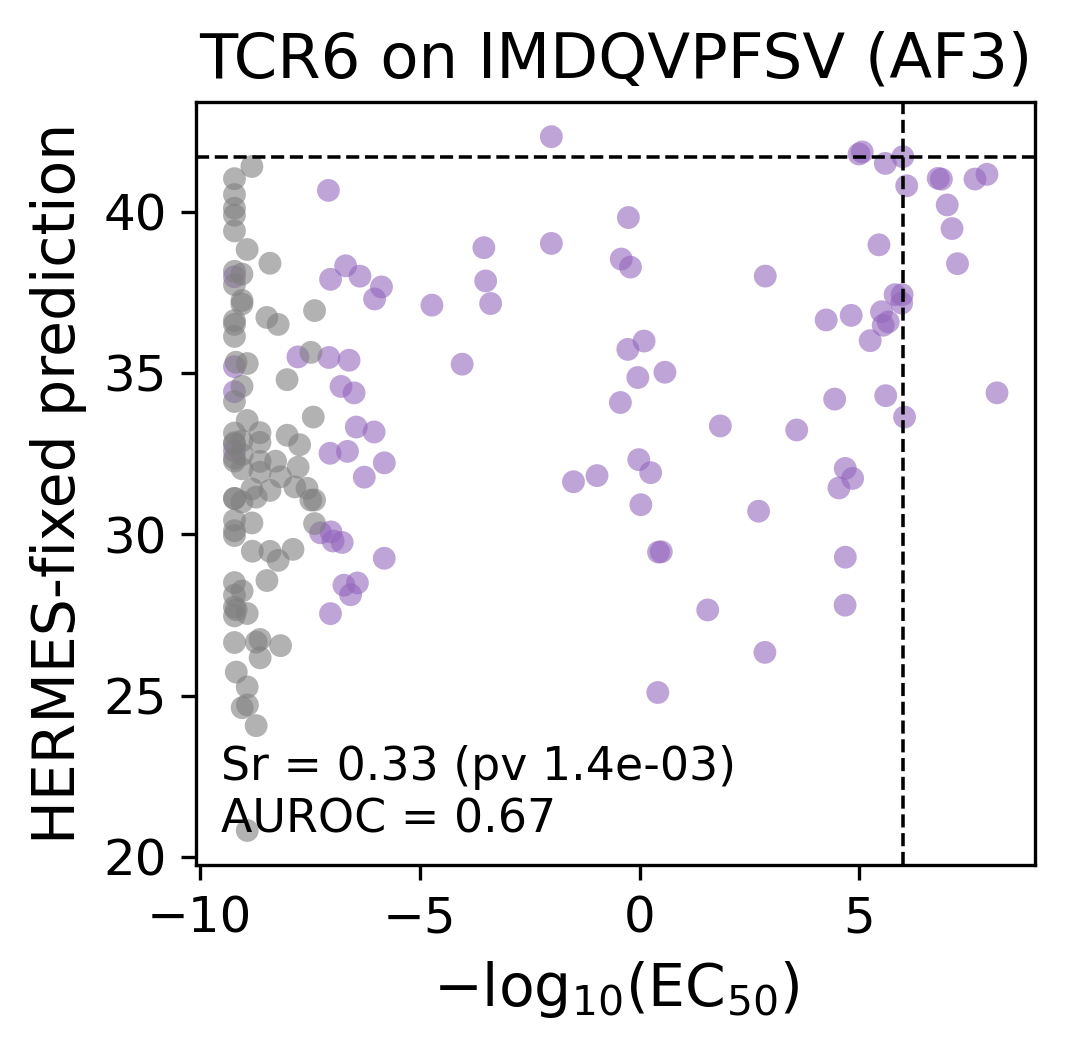 TCR6 on IMDQVPFSV (AF3)
HERMES-fixed prediction
40
35
30
25
20
Sr = 0.33 (pv 1.4e-03)
AUROC = 0.67
−10
−5
0
5
−log₁₀(EC₅₀)